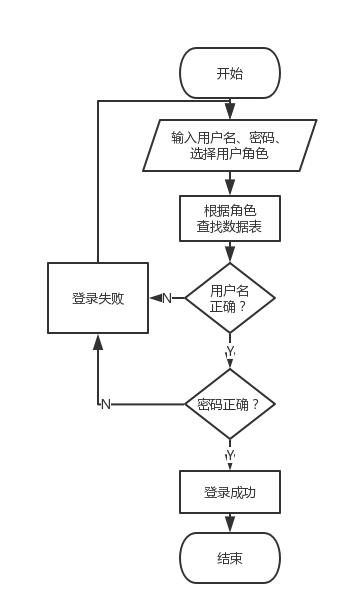 开始
输入用户名、密码、
选择用户角色
根据角色
查找数据表
用户名
正确？
登录失败
N
Y
密码正确？
N
Y
登录成功
结束